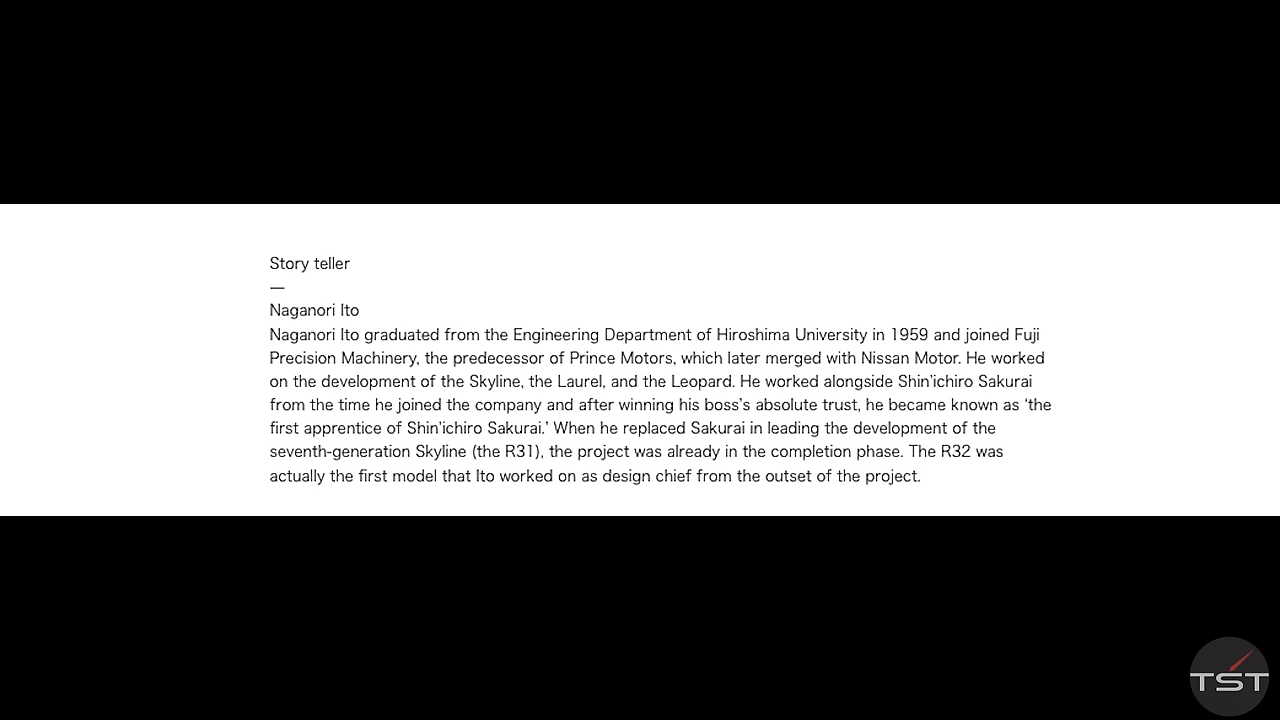 Story teller
—
Naganori Ito
Naganori Ito graduated from the Engineering Department of Hiroshima University in 1959 and joined Fuji
Precision Machinery, the predecessor of Prince Motors, which later merged with Nissan Motor. He worked
on the development of the Skyline, the Laurel, and the Leopard. He worked alongside Shin’ichiro Sakurai
from the time he joined the company and after winning his boss’s absolute trust, he became known as ‘the
first apprentice of Shin’ichiro Sakurai.’ When he replaced Sakurai in leading the development of the
seventh-generation Skyline (the R31), the project was already in the completion phase. The R32 was
actually the first model that Ito worked on as design chief from the outset of the project.
TST